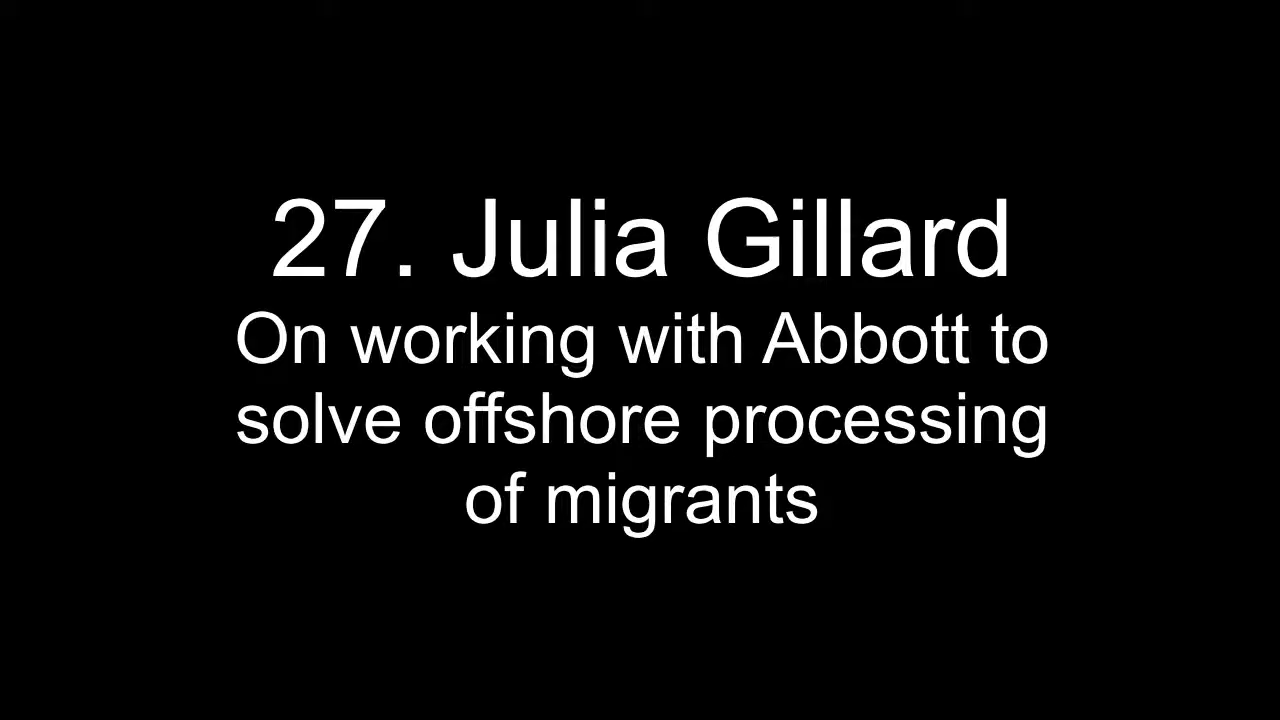 27. Julia Gillard
On working with Abbott to
solve offshore processing
of migrants